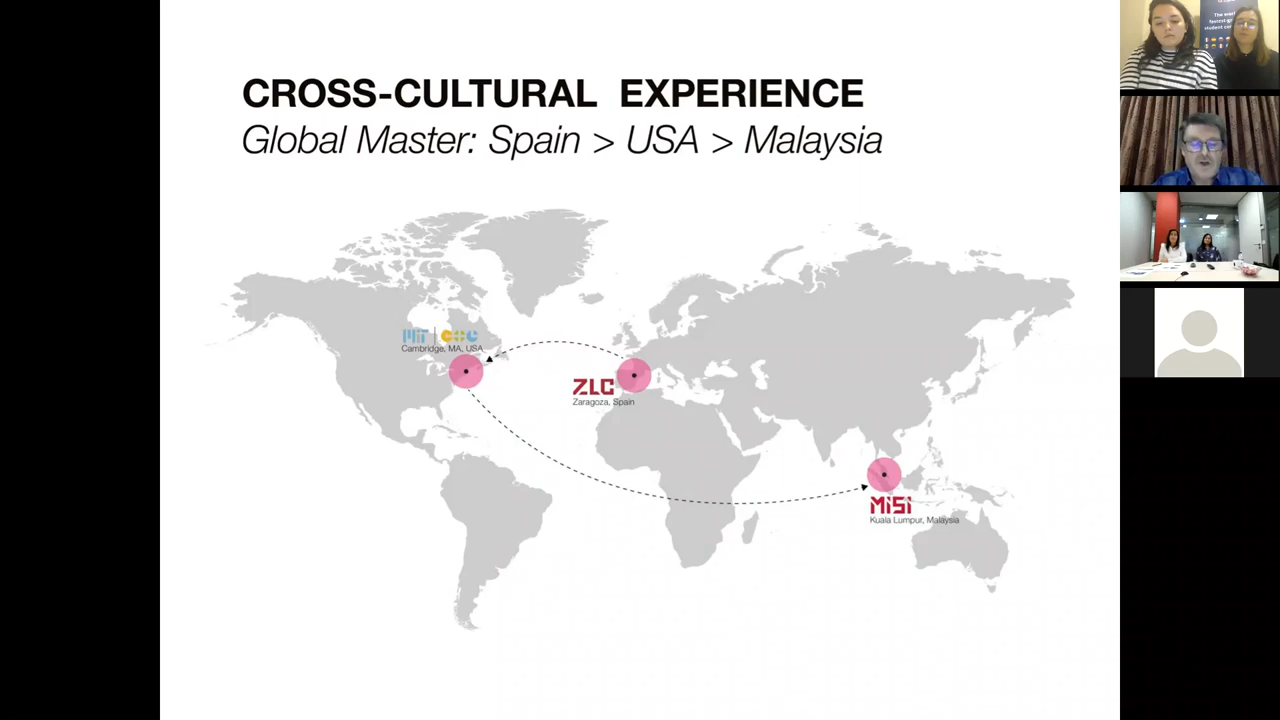 CROSS-CULTURAL EXPERIENCE
Global Master: Spain > USA > Malaysia
MIT | CTL
Cambridge, MA, USA
ZLC
Zaragoza, Spain
MISI
Kuala Lumpur, Malaysia